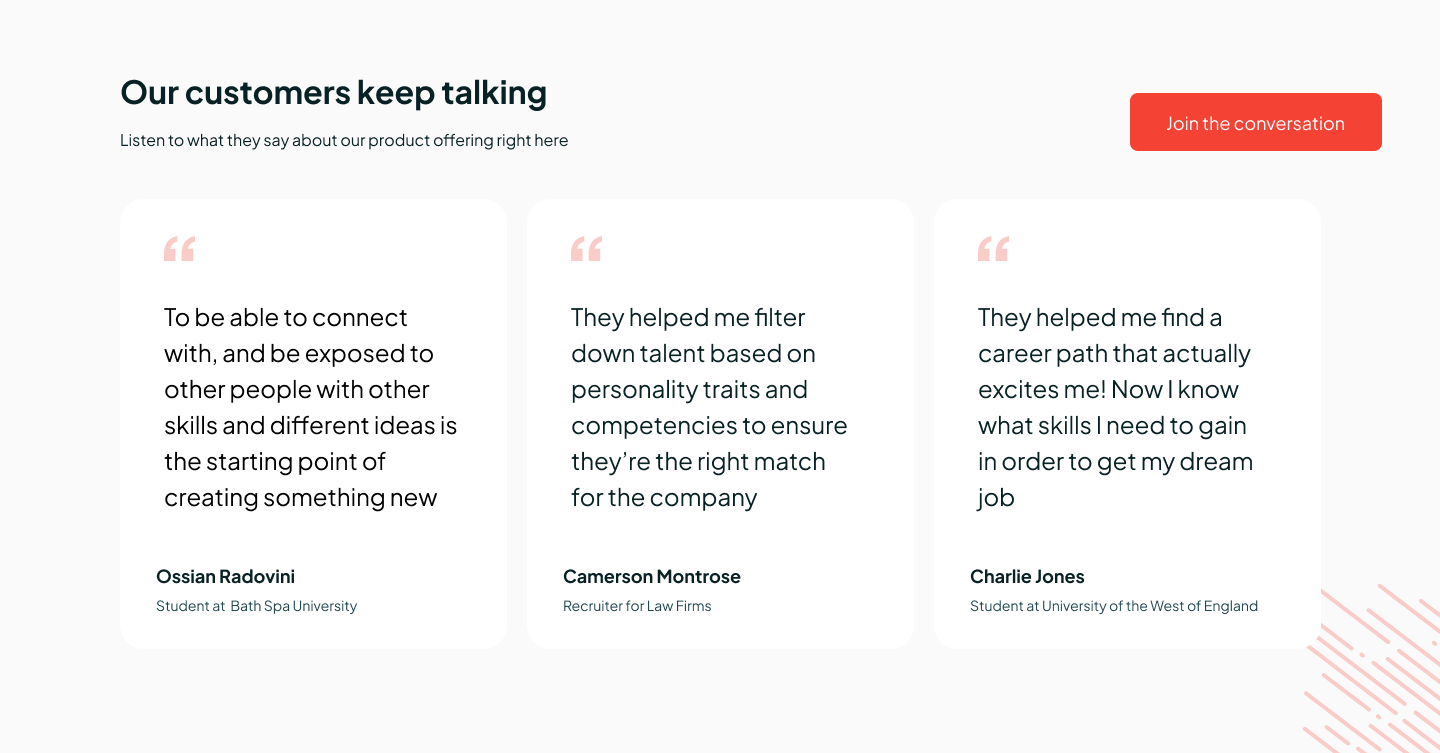 Our customers keep talking
Listen to what they say about our product offering right here
Join the conversation
“
To be able to connect
with, and be exposed to
other people with other
skills and different ideas is
the starting point of
creating something new
Ossian Radovini
Student at Bath Spa University
“
They helped me filter
down talent based on
personality traits and
competencies to ensure
they’re the right match
for the company
Camerson Montrose
Recruiter for Law Firms
“
They helped me find a
career path that actually
excites me! Now I know
what skills I need to gain
in order to get my dream
job
Charlie Jones
Student at University of the West of England